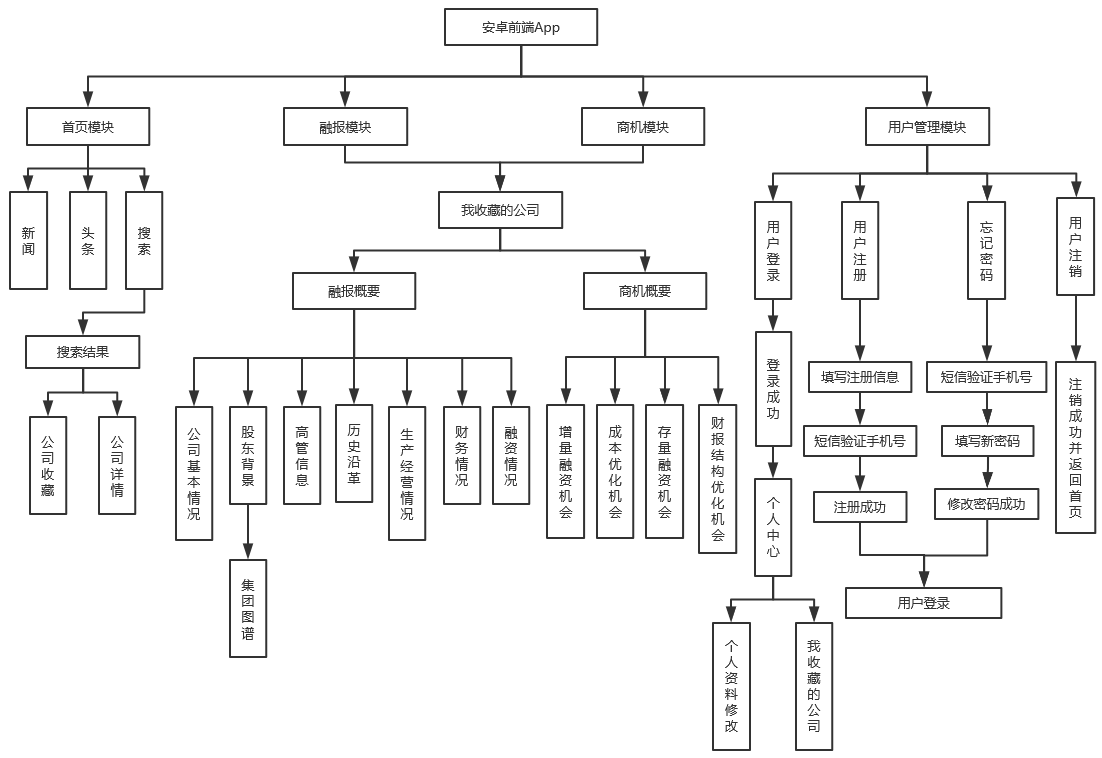 安卓前端App
首页模块
融报模块
商机模块
用户管理模块
新闻
头条
搜索
我收藏的公司
用户登录
用户注册
忘记密码
用户注销
融报概要
商机概要
搜索结果
登录成功
填写注册信息
短信验证手机号
注销成功并返回首页
公司收藏
公司详情
公司基本情况
股东背景
高管信息
历史沿革
生产经营情况
财务情况
融资情况
增量融资机会
成本优化机会
存量融资机会
财报结构优化机会
短信验证手机号
填写新密码
个人中心
注册成功
修改密码成功
集团图谱
用户登录
个人资料修改
我收藏的公司